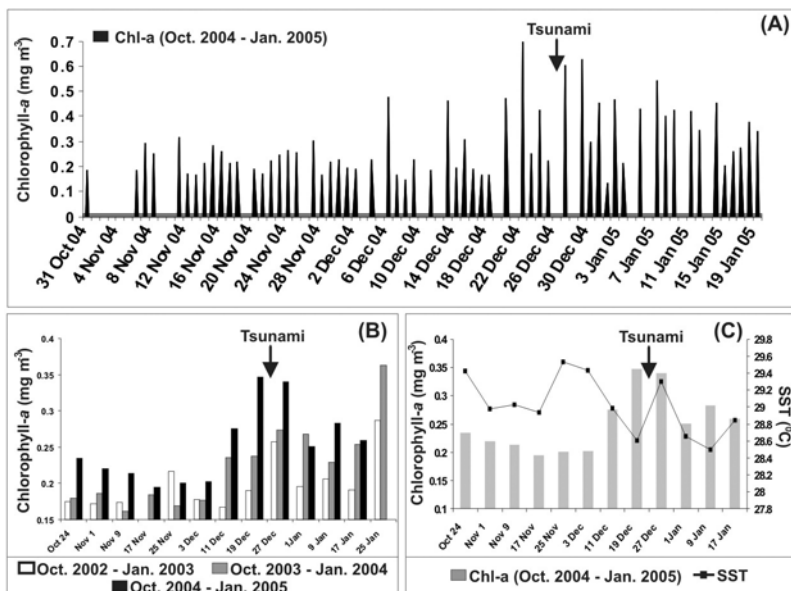 (A)
Chl-a (Oct. 2004 - Jan. 2005)
Tsunami
Chlorophyll-a (mg m³)
0.7
0.6
0.5
0.4
0.3
0.2
0.1
0
31 Oct 04
4 Nov 04
8 Nov 04
12 Nov 04
16 Nov 04
20 Nov 04
24 Nov 04
28 Nov 04
2 Dec 04
6 Dec 04
10 Dec 04
14 Dec 04
18 Dec 04
22 Dec 04
26 Dec 04
30 Dec 04
3 Jan 05
7 Jan 05
11 Jan 05
15 Jan 05
19 Jan 05
(B)
Tsunami
Chlorophyll-a (mg m³)
0.4
0.35
0.3
0.25
0.2
0.15
Oct 24
Nov 1
Nov 9
17 Nov
25 Nov
3 Dec
11 Dec
19 Dec
27 Dec
1Jan
9 Jan
17 Jan
25 Jan
Oct. 2002 - Jan. 2003
Oct. 2003 - Jan. 2004
Oct. 2004 - Jan. 2005
(C)
Tsunami
Chlorophyll-a (mg m³)
0.4
0.35
0.3
0.25
0.2
0.15
0.1
29.8
29.6
29.4
29.2
29
28.8
28.6
28.4
28.2
28
27.8
SST (⁰C)
Oct 24
Nov 1
Nov 9
17 Nov
25 Nov
3 Dec
11 Dec
19 Dec
27 Dec
1Jan
9 Jan
17 Jan
Chl-a (Oct. 2004 - Jan. 2005)
SST